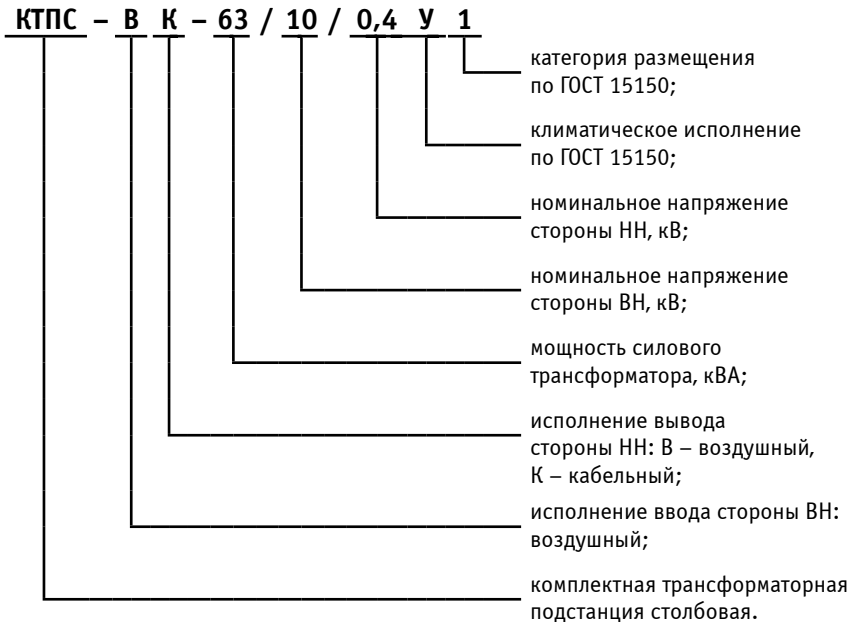 КТПС – В К – 63 / 10 / 0,4 У 1
категория размещения
по ГОСТ 15150;
климатическое исполнение
по ГОСТ 15150;
номинальное напряжение
стороны НН, кВ;
номинальное напряжение
стороны ВН, кВ;
мощность силового
трансформатора, кВА;
исполнение вывода
стороны НН: В – воздушный,
К – кабельный;
исполнение ввода стороны ВН:
воздушный;
комплектная трансформаторная
подстанция столбовая.